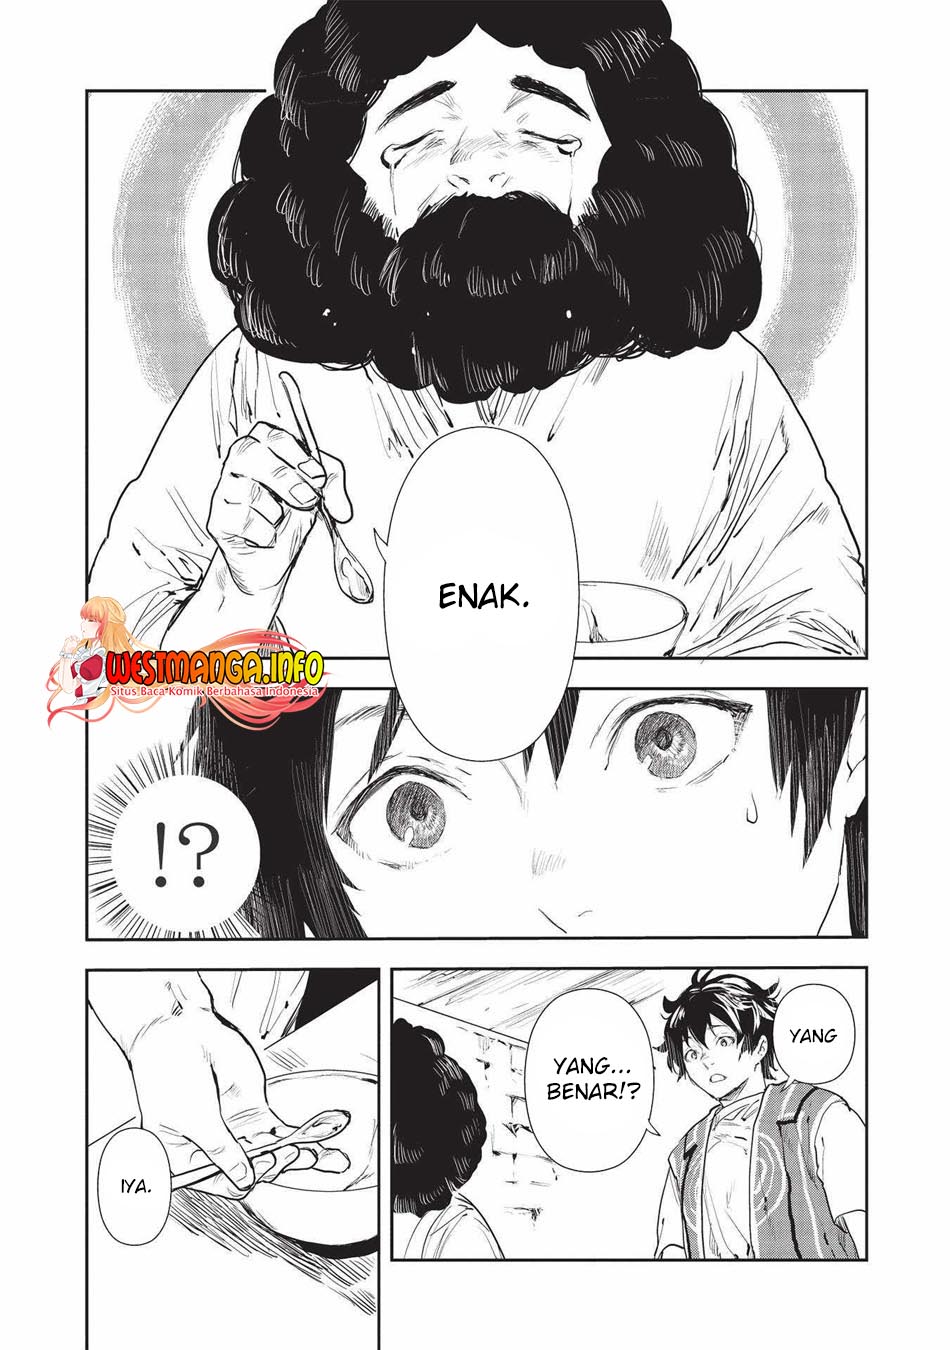 ENAK.
WESTMANGA.INFO
Situs Baca Komik Berbahasa Indonesia
!?
YANG
YANG...
BENAR!?
IYA.